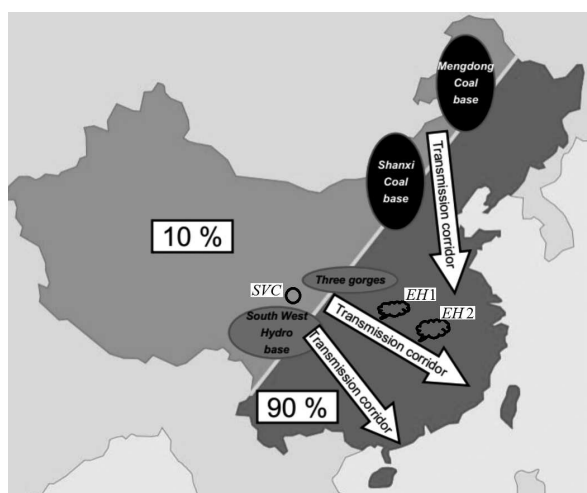 Mengdong
Coal
base
Shanxi
Coal
base
Transmission corridor
10 %
SVC
Three gorges
EH1
EH2
South West
Hydro
base
Transmission corridor
Transmission corridor
90 %